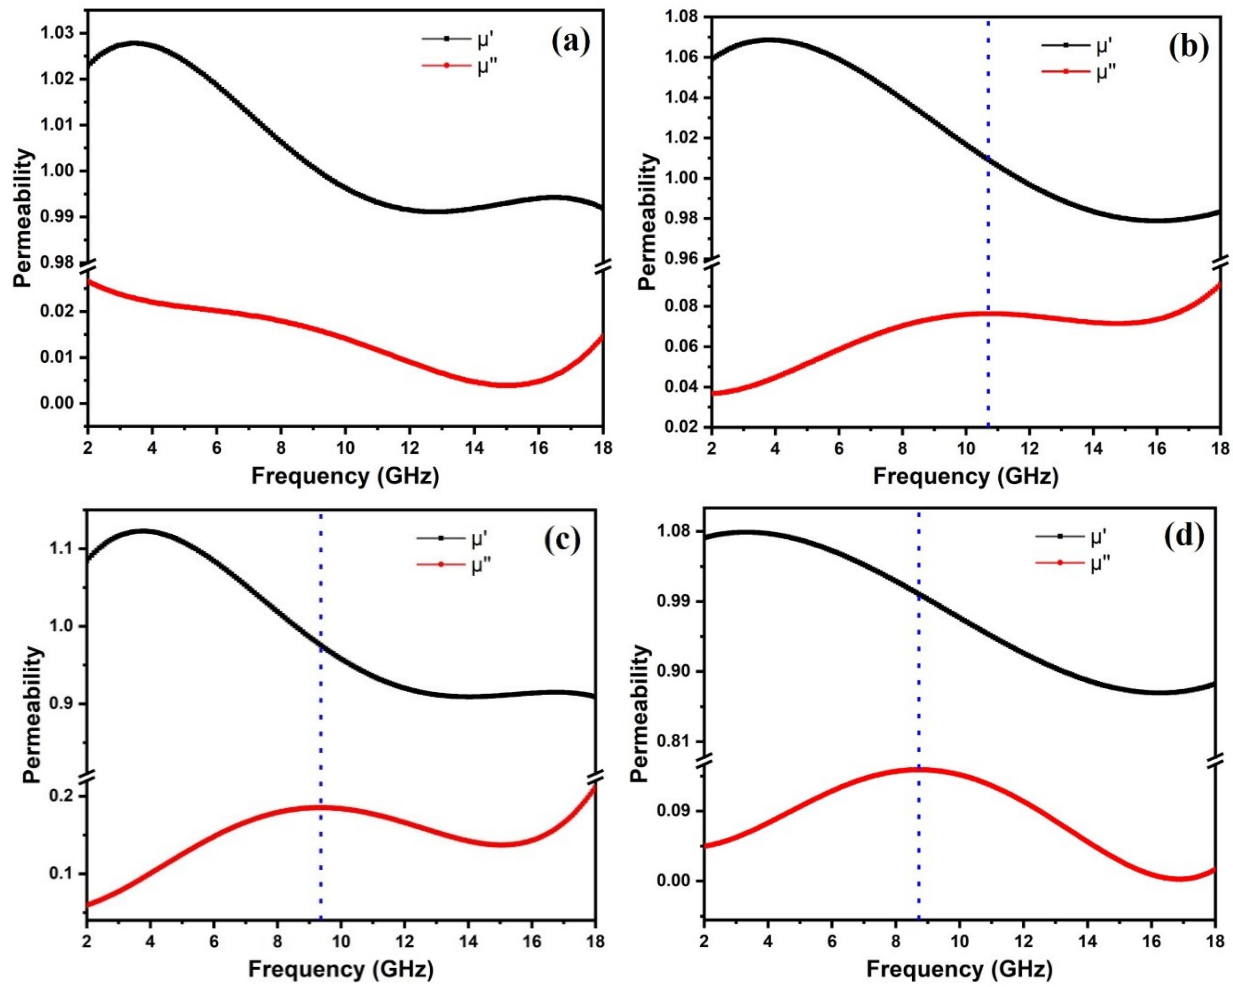 (a)
μ'
μ"
1.03
1.02
1.01
1.00
0.99
0.98
0.02
0.01
0.00
Permeability
2 4 6 8 10 12 14 16 18
Frequency (GHz)
(b)
μ'
μ"
1.08
1.06
1.04
1.02
1.00
0.98
0.96
0.08
0.06
0.04
0.02
Permeability
2 4 6 8 10 12 14 16 18
Frequency (GHz)
(c)
μ'
μ"
1.1
1.0
0.9
0.2
0.1
Permeability
2 4 6 8 10 12 14 16 18
Frequency (GHz)
(d)
μ'
μ"
1.08
0.99
0.90
0.81
0.09
0.00
Permeability
2 4 6 8 10 12 14 16 18
Frequency (GHz)